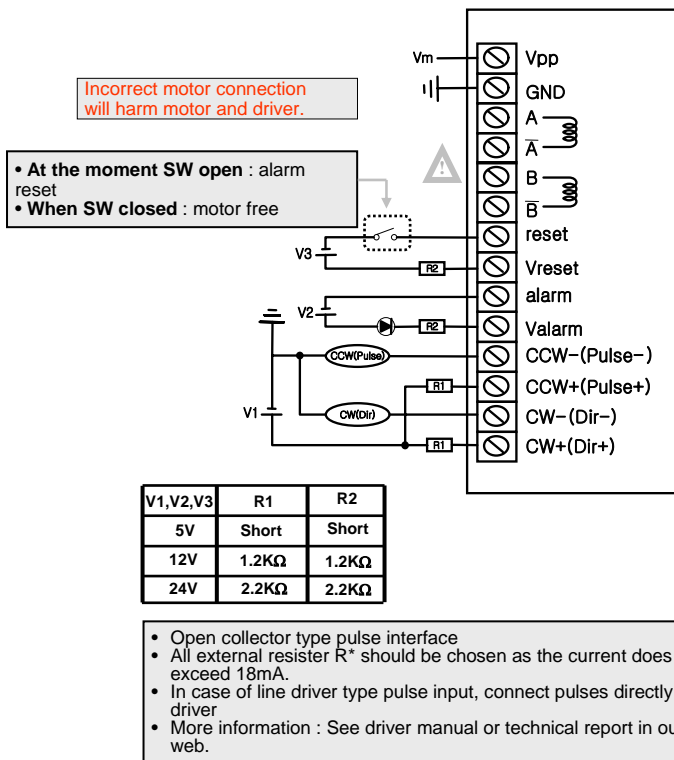 Vm
Vpp
GND
Incorrect motor connection
will harm motor and driver.
A
A̅
B
B̅
• At the moment SW open : alarm
reset
• When SW closed : motor free
reset
V3
R2
Vreset
alarm
V2
R2
Valarm
CCW(Pulse)
CCW-(Pulse-)
R1
CCW+(Pulse+)
V1
CW(Dir)
CW-(Dir-)
R1
CW+(Dir+)
V1,V2,V3 R1 R2
5V Short Short
12V 1.2KΩ 1.2KΩ
24V 2.2KΩ 2.2KΩ
• Open collector type pulse interface
• All external resister R* should be chosen as the current does
exceed 18mA.
• In case of line driver type pulse input, connect pulses directly
driver
• More information : See driver manual or technical report in ou
web.